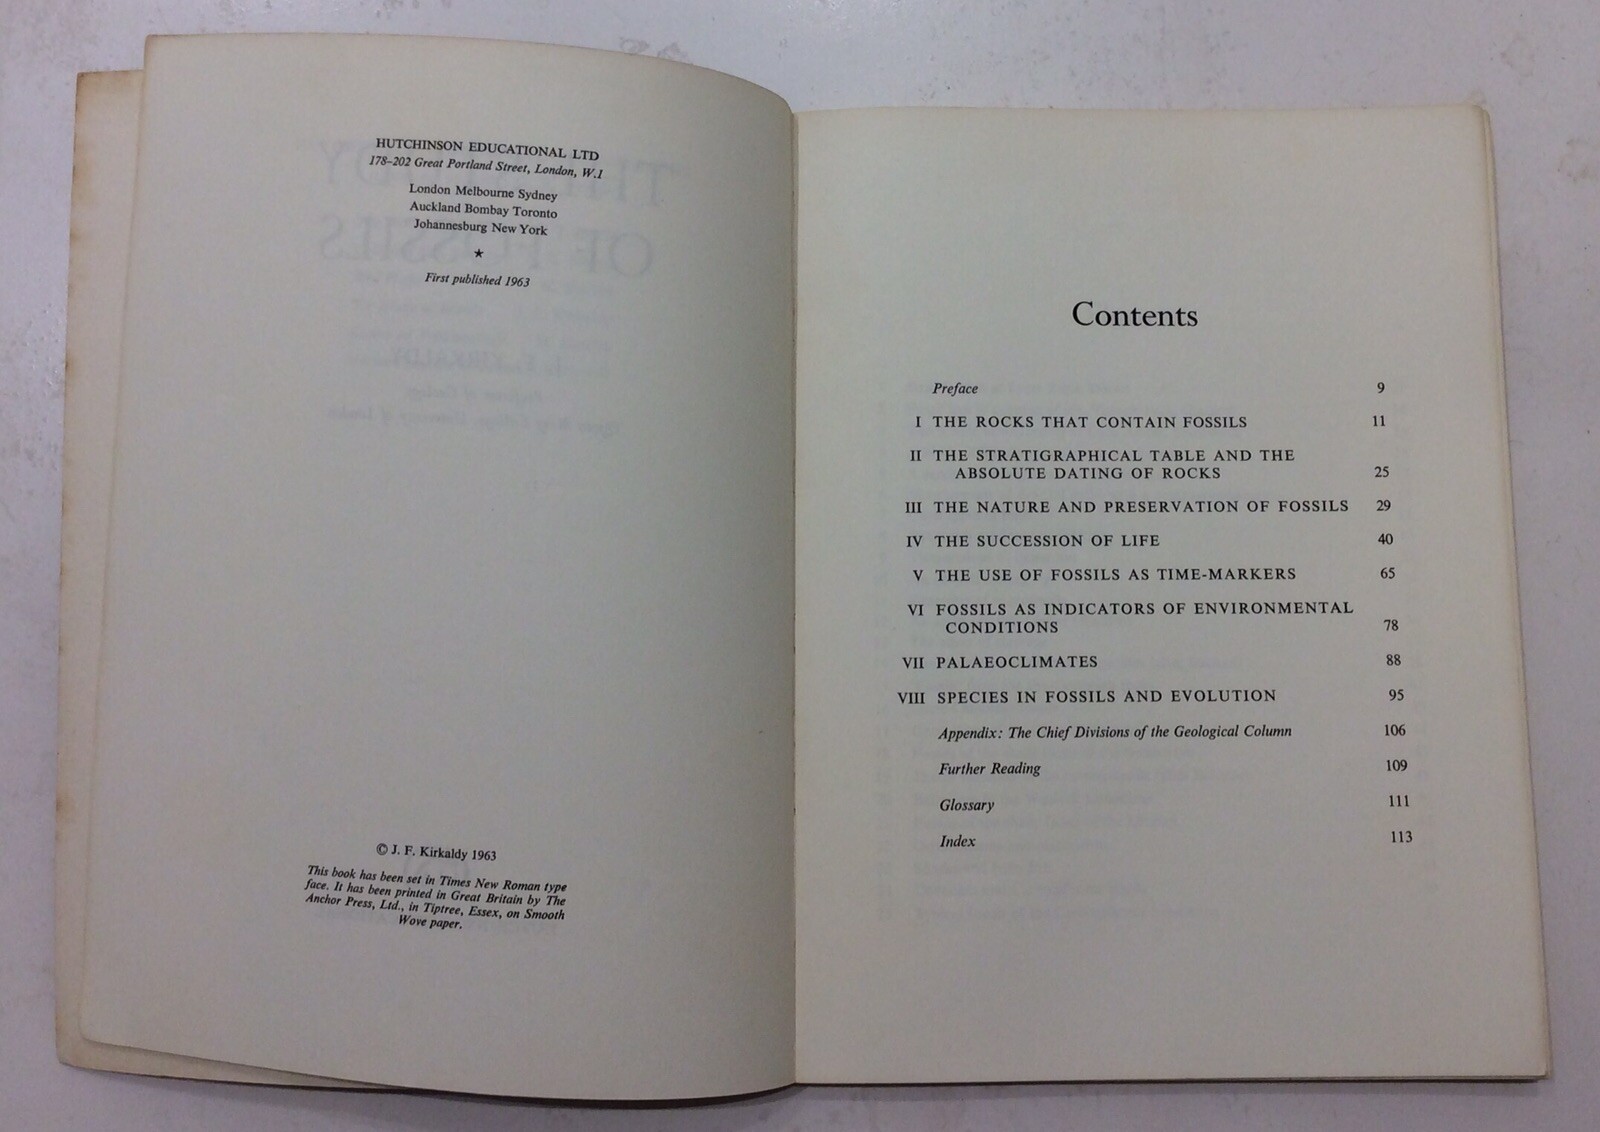 HUTCHINSON EDUCATIONAL LTD
178–202 Great Portland Street, London, W.1
London Melbourne Sydney
Auckland Bombay Toronto
Johannesburg New York
★
First published 1963
© J. F. Kirkaldy 1963
This book has been set in Times New Roman type
face. It has been printed in Great Britain by The
Anchor Press, Ltd., in Tiptree, Essex, on Smooth
Wove paper.
Contents
Preface 9
I THE ROCKS THAT CONTAIN FOSSILS 11
II THE STRATIGRAPHICAL TABLE AND THE
ABSOLUTE DATING OF ROCKS 25
III THE NATURE AND PRESERVATION OF FOSSILS 29
IV THE SUCCESSION OF LIFE 40
V THE USE OF FOSSILS AS TIME-MARKERS 65
VI FOSSILS AS INDICATORS OF ENVIRONMENTAL
CONDITIONS 78
VII PALAEOCLIMATES 88
VIII SPECIES IN FOSSILS AND EVOLUTION 95
Appendix: The Chief Divisions of the Geological Column 106
Further Reading 109
Glossary 111
Index 113